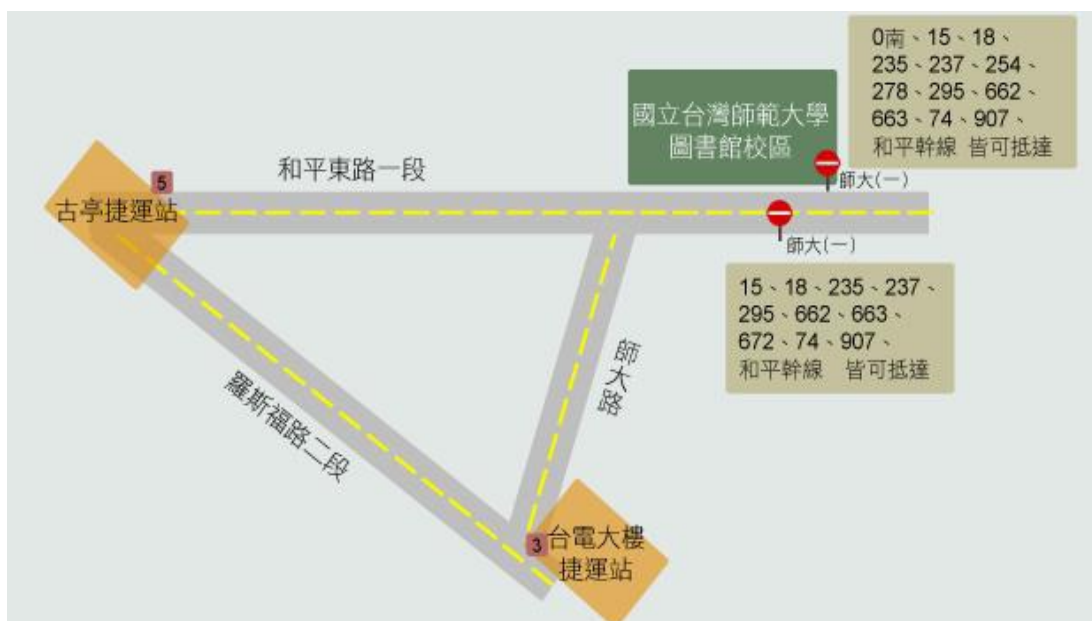 0南、15、18、
235、237、254、
278、295、662、
663、74、907、
和平幹線 皆可抵達
國立台灣師範大學
圖書館校區
和平東路一段
5
古亭捷運站
師大(一)
師大(一)
15、18、235、237、
295、662、663、
672、74、907、
和平幹線 皆可抵達
師大路
羅斯福路二段
3
台電大樓
捷運站